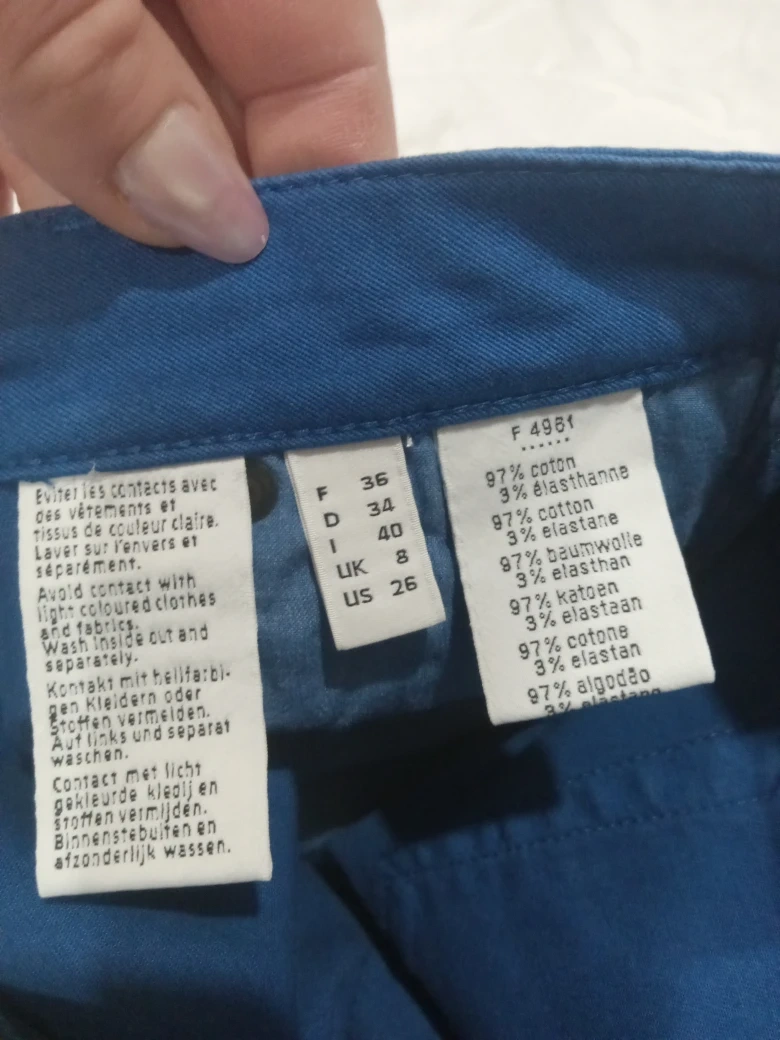 Eviter les contacts avec
des vêtements et
tissus de couleur claire.
Laver sur l'envers et
séparément.
Avoid contact with
light coloured clothes
and fabrics.
Wash inside out and
separately.
Kontakt mit hellfarbi-
gen Kleidern oder
Stoffen vermeiden.
Auf links und separat
waschen.
Contact met licht
gekleurde kledij en
stoffen vermijden.
Binnenstebuiten en
afzonderlijk wassen.
F 36
D 34
I 40
UK 8
US 26
F 4961
97% coton
3% élasthanne
97% cotton
3% elastane
97% baumwolle
3% elasthan
97% katoen
3% elastaan
97% cotone
3% elastan
97% algodão
3% elastano